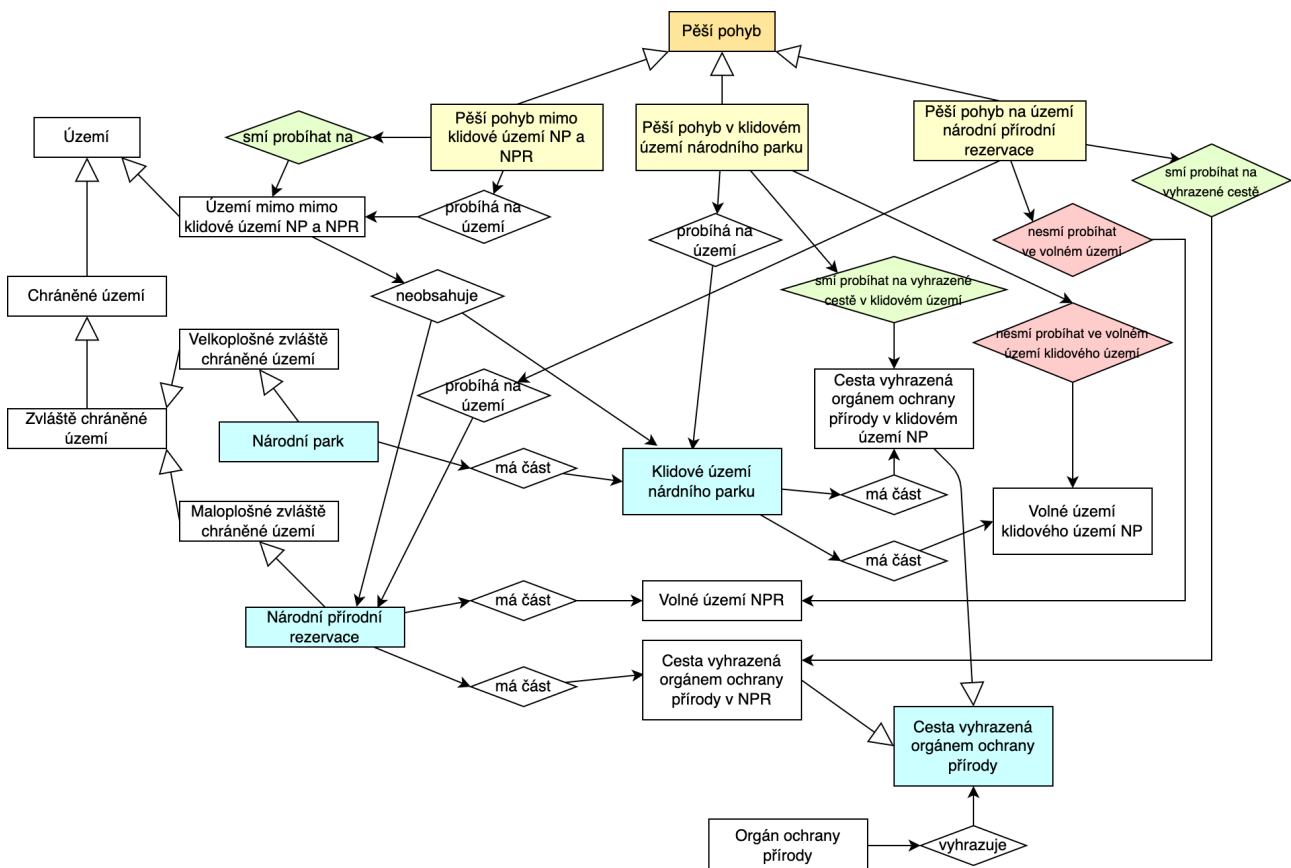 Pěší pohyb
Pěší pohyb mimo
klidové území NP a
NPR
Pěší pohyb v klidovém
území národního parku
Pěší pohyb na území
národní přírodní
rezervace
smí probíhat na
Území
smí probíhat na
vyhrazené cestě
Území mimo mimo
klidové území NP a NPR
probíhá na
území
probíhá na
území
nesmí probíhat
ve volném území
Chráněné území
neobsahuje
smí probíhat na vyhrazené
cestě v klidovém území
nesmí probíhat ve volném
území klidového území
Velkoplošné zvláště
chráněné území
probíhá na
území
Cesta vyhrazená
orgánem ochrany
přírody v klidovém
území NP
Zvláště chráněné
území
Národní park
má část
Klidové území
nárdního parku
má část
Maloplošné zvláště
chráněné území
Volné území
klidového území NP
má část
Národní přírodní
rezervace
má část
Volné území NPR
má část
Cesta vyhrazená
orgánem ochrany
přírody v NPR
Cesta vyhrazená
orgánem ochrany
přírody
Orgán ochrany
přírody
vyhrazuje